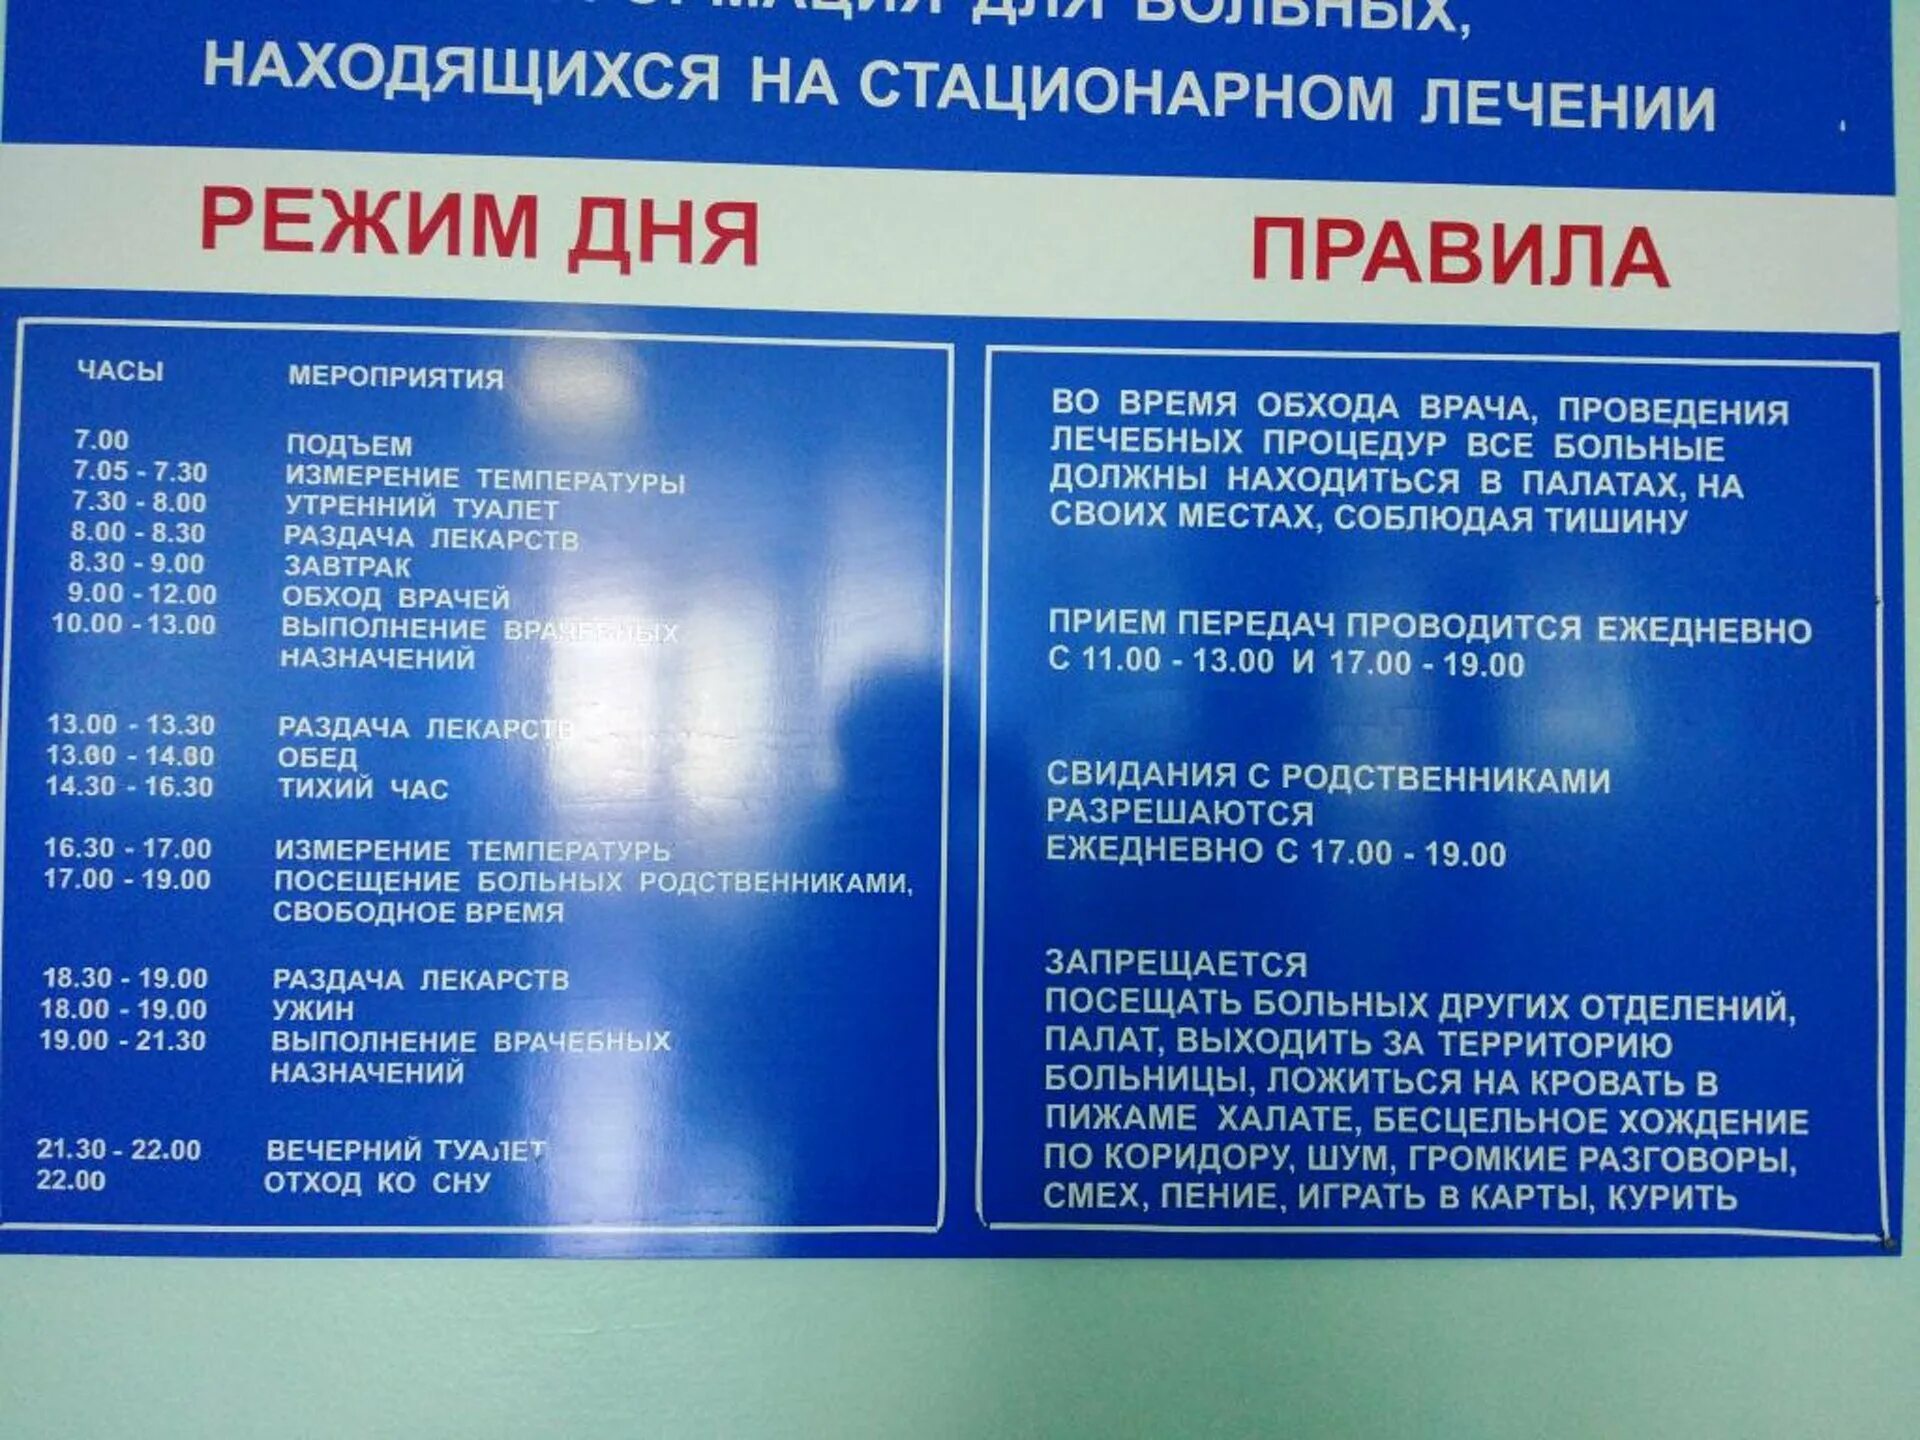 ДЛЯ БОЛЬНЫХ,
НАХОДЯЩИХСЯ НА СТАЦИОНАРНОМ ЛЕЧЕНИИ
РЕЖИМ ДНЯ
ЧАСЫ МЕРОПРИЯТИЯ
7.00 ПОДЪЕМ
7.05 - 7.30 ИЗМЕРЕНИЕ ТЕМПЕРАТУРЫ
7.30 - 8.00 УТРЕННИЙ ТУАЛЕТ
8.00 - 8.30 РАЗДАЧА ЛЕКАРСТВ
8.30 - 9.00 ЗАВТРАК
9.00 - 12.00 ОБХОД ВРАЧЕЙ
10.00 - 13.00 ВЫПОЛНЕНИЕ ВРАЧЕБНЫХ
НАЗНАЧЕНИЙ
13.00 - 13.30 РАЗДАЧА ЛЕКАРСТВ
13.00 - 14.00 ОБЕД
14.30 - 16.30 ТИХИЙ ЧАС
16.30 - 17.00 ИЗМЕРЕНИЕ ТЕМПЕРАТУРЫ
17.00 - 19.00 ПОСЕЩЕНИЕ БОЛЬНЫХ РОДСТВЕННИКАМИ,
СВОБОДНОЕ ВРЕМЯ
18.30 - 19.00 РАЗДАЧА ЛЕКАРСТВ
18.00 - 19.00 УЖИН
19.00 - 21.30 ВЫПОЛНЕНИЕ ВРАЧЕБНЫХ
НАЗНАЧЕНИЙ
21.30 - 22.00 ВЕЧЕРНИЙ ТУАЛЕТ
22.00 ОТХОД КО СНУ
ПРАВИЛА
ВО ВРЕМЯ ОБХОДА ВРАЧА, ПРОВЕДЕНИЯ
ЛЕЧЕБНЫХ ПРОЦЕДУР ВСЕ БОЛЬНЫЕ
ДОЛЖНЫ НАХОДИТЬСЯ В ПАЛАТАХ, НА
СВОИХ МЕСТАХ, СОБЛЮДАЯ ТИШИНУ
ПРИЕМ ПЕРЕДАЧ ПРОВОДИТСЯ ЕЖЕДНЕВНО
С 11.00 - 13.00 И 17.00 - 19.00
СВИДАНИЯ С РОДСТВЕННИКАМИ
РАЗРЕШАЮТСЯ
ЕЖЕДНЕВНО С 17.00 - 19.00
ЗАПРЕЩАЕТСЯ
ПОСЕЩАТЬ БОЛЬНЫХ ДРУГИХ ОТДЕЛЕНИЙ,
ПАЛАТ, ВЫХОДИТЬ ЗА ТЕРРИТОРИЮ
БОЛЬНИЦЫ, ЛОЖИТЬСЯ НА КРОВАТЬ В
ПИЖАМЕ ХАЛАТЕ, БЕСЦЕЛЬНОЕ ХОЖДЕНИЕ
ПО КОРИДОРУ, ШУМ, ГРОМКИЕ РАЗГОВОРЫ,
СМЕХ, ПЕНИЕ, ИГРАТЬ В КАРТЫ, КУРИТЬ